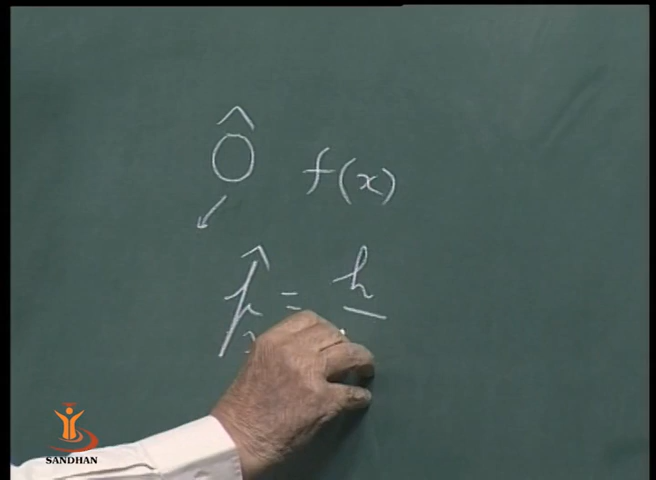 Ô f(x)
p̂ = ħ
SANDHAN